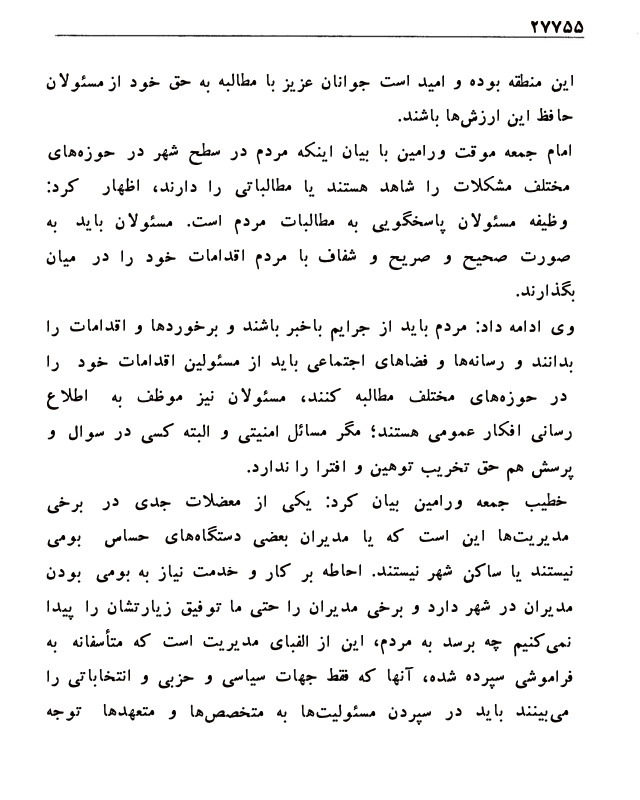 ۲۷۷۵۵
این منطقه بوده و امید است جوانان عزیز با مطالبه به حق خود از مسئولان
حافظ این ارزش‌ها باشند.
امام جمعه موقت ورامین با بیان اینکه مردم در سطح شهر در حوزه‌های
مختلف مشکلات را شاهد هستند یا مطالباتی را دارند، اظهار کرد:
وظیفه مسئولان پاسخگویی به مطالبات مردم است. مسئولان باید به
صورت صحیح و صریح و شفاف با مردم اقدامات خود را در میان
بگذارند.
وی ادامه داد: مردم باید از جرایم باخبر باشند و برخوردها و اقدامات را
بدانند و رسانه‌ها و فضاهای اجتماعی باید از مسئولین اقدامات خود را
در حوزه‌های مختلف مطالبه کنند، مسئولان نیز موظف به اطلاع
رسانی افکار عمومی هستند؛ مگر مسائل امنیتی و البته کسی در سوال و
پرسش هم حق تخریب توهین و افترا را ندارد.
خطیب جمعه ورامین بیان کرد: یکی از معضلات جدی در برخی
مدیریت‌ها این است که یا مدیران بعضی دستگاه‌های حساس بومی
نیستند یا ساکن شهر نیستند. احاطه بر کار و خدمت نیاز به بومی بودن
مدیران در شهر دارد و برخی مدیران را حتی ما توفیق زیارتشان را پیدا
نمی‌کنیم چه برسد به مردم، این از الفبای مدیریت است که متأسفانه به
فراموشی سپرده شده، آنها که فقط جهات سیاسی و حزبی و انتخاباتی را
می‌بینند باید در سپردن مسئولیت‌ها به متخصص‌ها و متعهدها توجه